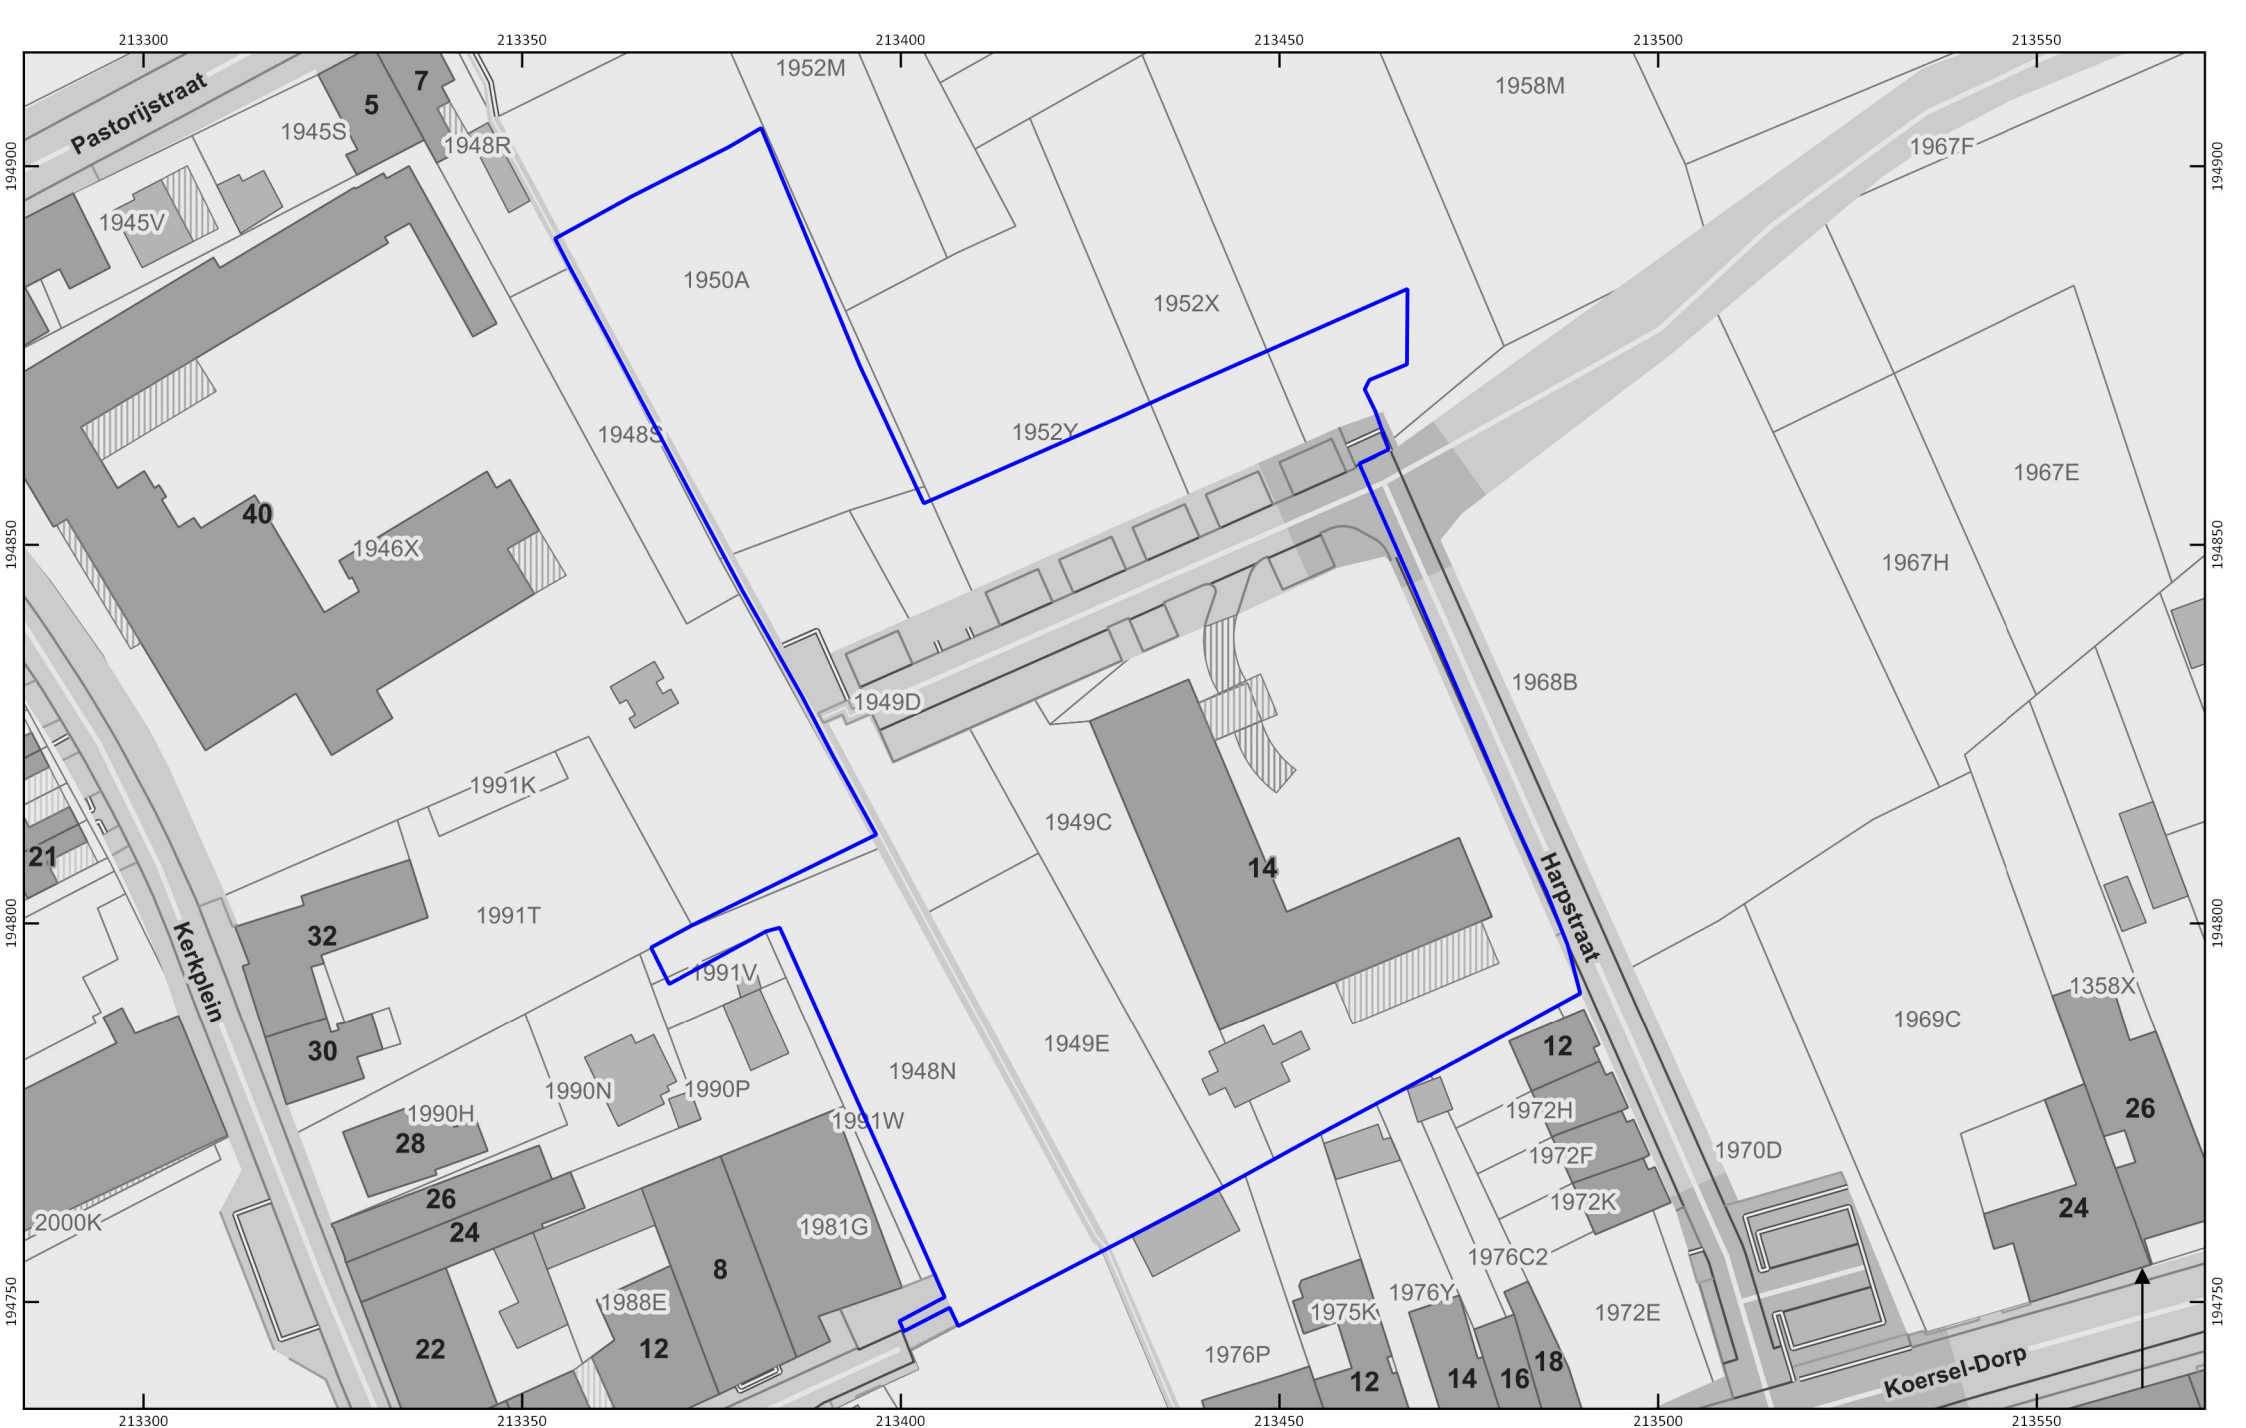 213300 213350 213400 213450 213500 213550
Pastorijstraat
5
7
1945S
1948R
1952M
1958M
1967F
194900
194900
1945V
1950A
1952X
1948S
1952Y
1967E
40
1946X
1967H
194850
194850
1949D
1968B
1991K
1949C
21
14
Harpstraat
1991T
32
Kerkplein
194800
194800
1991V
1358X
30
1949E
1969C
12
1948N
1990N
1990P
1990H
1991W
1972H
26
28
1972F
1970D
26
1972K
2000K
24
1981G
24
8
1976C2
1988E
1976Y
1975K
1972E
194750
194750
22
12
1976P
12
14
16
18
Koersel-Dorp
213300 213350 213400 213450 213500 213550